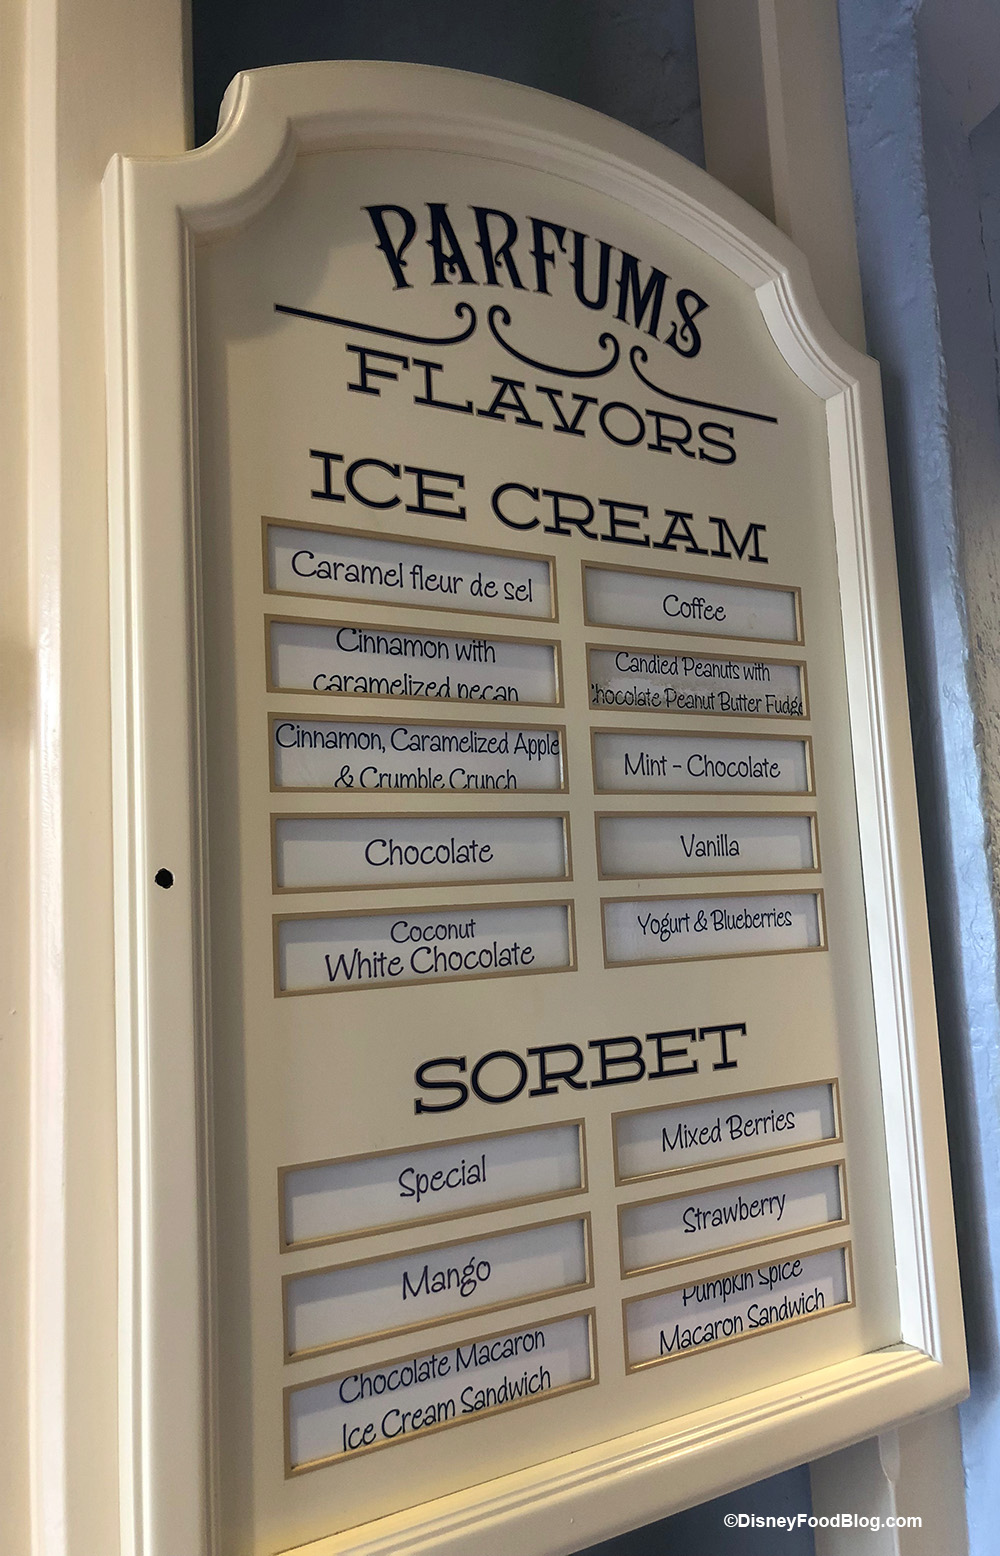 PARFUMS
FLAVORS
ICE CREAM
Caramel fleur de sel
Cinnamon with
caramelized pecan
Cinnamon, Caramelized Apple
& Crumble Crunch
Chocolate
Coconut
White Chocolate
Coffee
Candied Peanuts with
Chocolate Peanut Butter Fudge
Mint - Chocolate
Vanilla
Yogurt & Blueberries
SORBET
Special
Mango
Chocolate Macaron
Ice Cream Sandwich
Mixed Berries
Strawberry
Pumpkin Spice
Macaron Sandwich
©DisneyFoodBlog.com